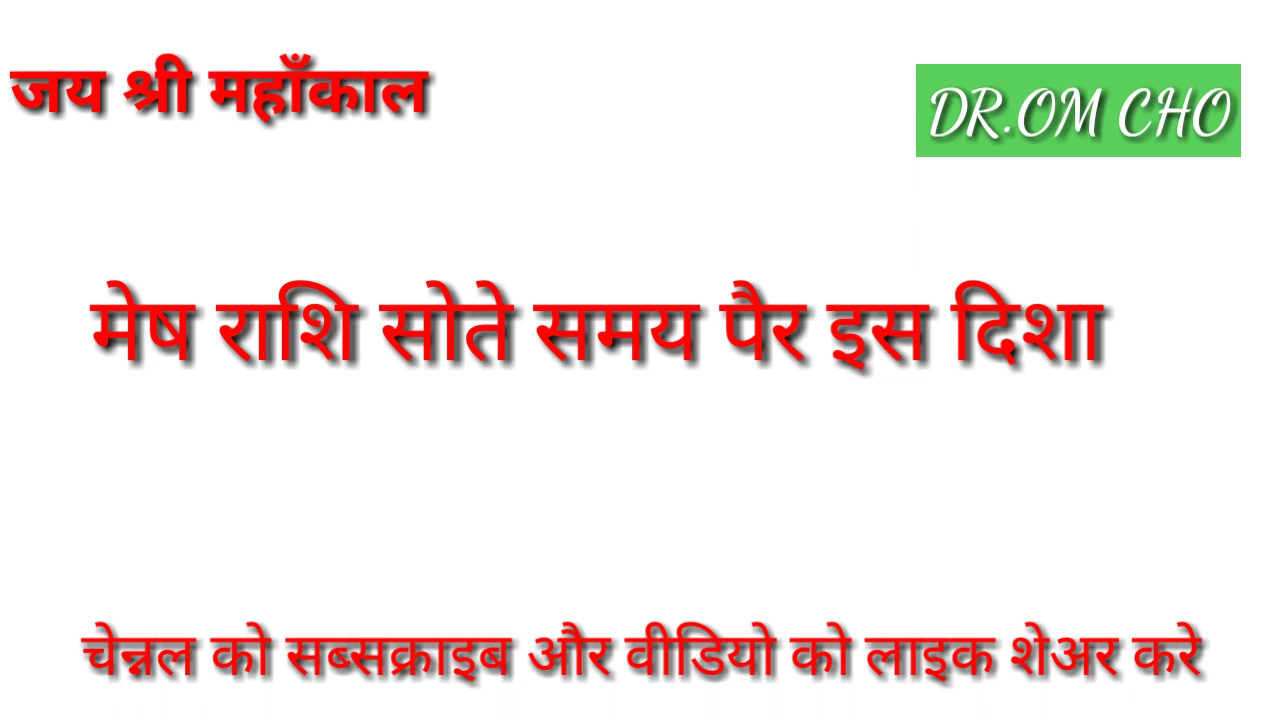 जय श्री महाँकाल
DR.OM CHO
मेष राशि सोते समय पैर इस दिशा
चेन्नल को सब्सक्राइब और वीडियो को लाइक शेअर करे